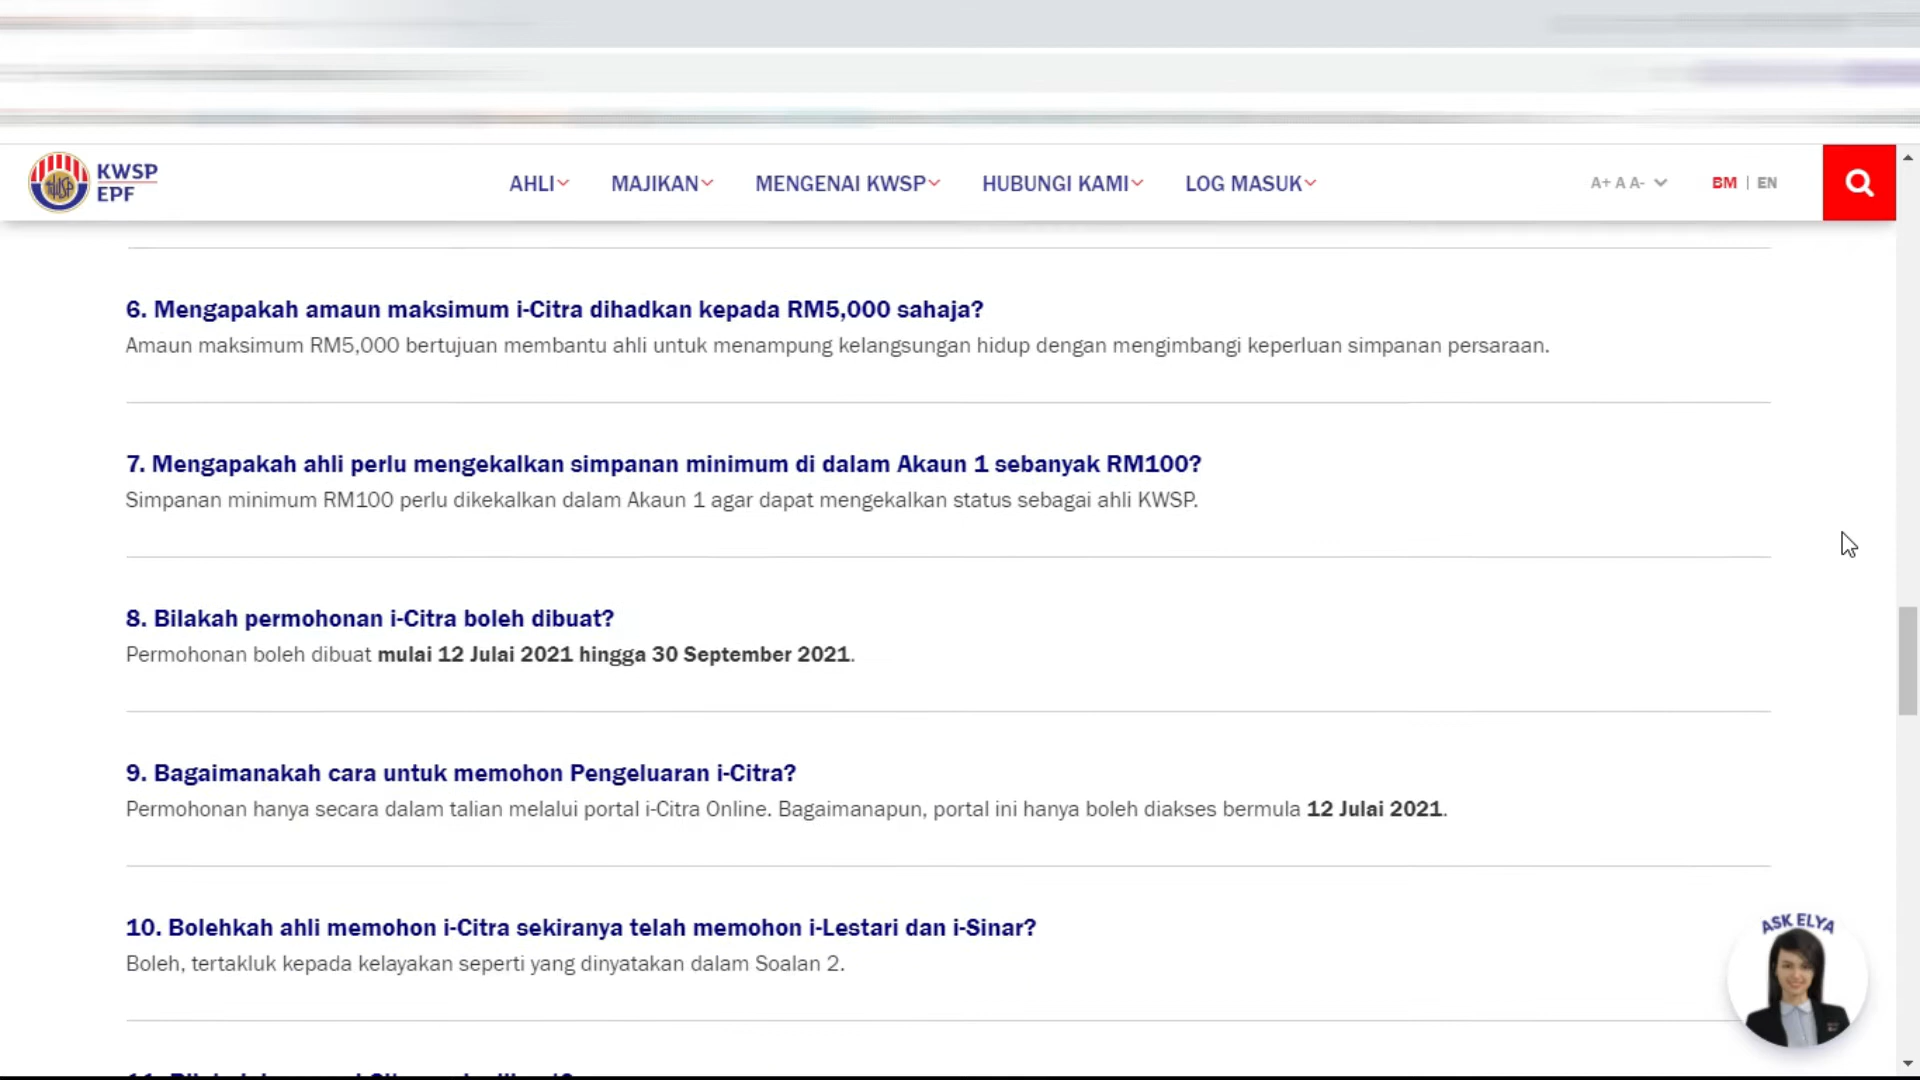 KWSP
EPF
AHLI MAJIKAN MENGENAI KWSP HUBUNGI KAMI LOG MASUK A+ A A- BM | EN
6. Mengapakah amaun maksimum i-Citra dihadkan kepada RM5,000 sahaja?
Amaun maksimum RM5,000 bertujuan membantu ahli untuk menampung kelangsungan hidup dengan mengimbangi keperluan simpanan persaraan.
7. Mengapakah ahli perlu mengekalkan simpanan minimum di dalam Akaun 1 sebanyak RM100?
Simpanan minimum RM100 perlu dikekalkan dalam Akaun 1 agar dapat mengekalkan status sebagai ahli KWSP.
8. Bilakah permohonan i-Citra boleh dibuat?
Permohonan boleh dibuat mulai 12 Julai 2021 hingga 30 September 2021.
9. Bagaimanakah cara untuk memohon Pengeluaran i-Citra?
Permohonan hanya secara dalam talian melalui portal i-Citra Online. Bagaimanapun, portal ini hanya boleh diakses bermula 12 Julai 2021.
10. Bolehkah ahli memohon i-Citra sekiranya telah memohon i-Lestari dan i-Sinar?
Boleh, tertakluk kepada kelayakan seperti yang dinyatakan dalam Soalan 2.
ASK ELYA